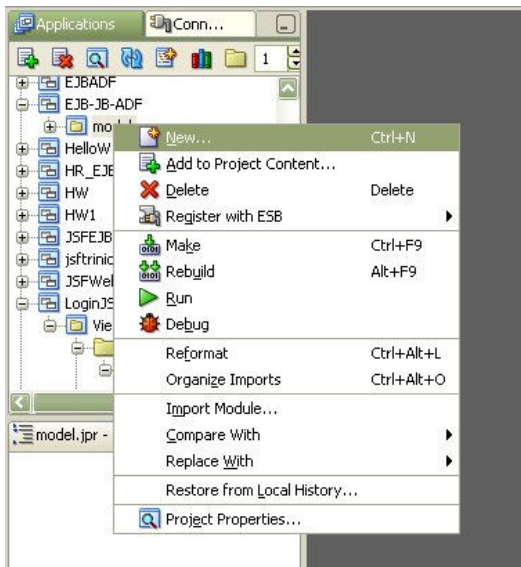 Applications
Conn...
1
EJBADF
EJB-JB-ADF
HelloW
HR_EJB
HW
HW1
JSFEJB
jsftrinic
JSFWel
LoginJS
Vie
model.jpr -
New... Ctrl+N
Add to Project Content...
Delete Delete
Register with ESB
Make Ctrl+F9
Rebuild Alt+F9
Run
Debug
Reformat Ctrl+Alt+L
Organize Imports Ctrl+Alt+O
Import Module...
Compare With
Replace With
Restore from Local History...
Project Properties...